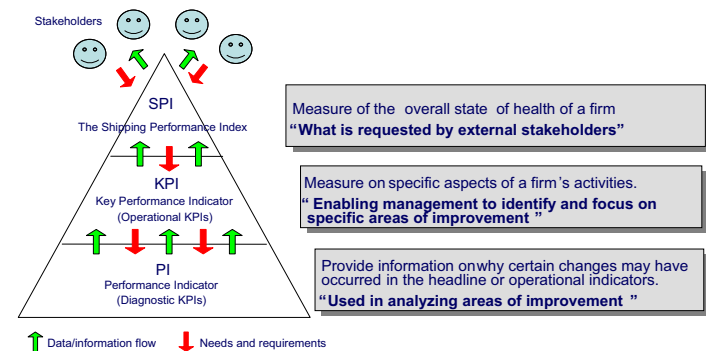 Stakeholders
SPI
The Shipping Performance Index
KPI
Key Performance Indicator
(Operational KPIs)
PI
Performance Indicator
(Diagnostic KPIs)
Data/information flow
Needs and requirements
Measure of the overall state of health of a firm
“What is requested by external stakeholders”
Measure on specific aspects of a firm’s activities.
“ Enabling management to identify and focus on
specific areas of improvement ”
Provide information onwhy certain changes may have
occurred in the headline or operational indicators.
“Used in analyzing areas of improvement ”